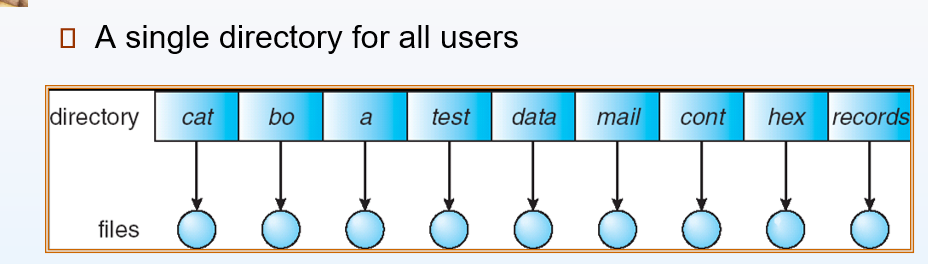 A single directory for all users
directory cat bo a test data mail cont hex records
files